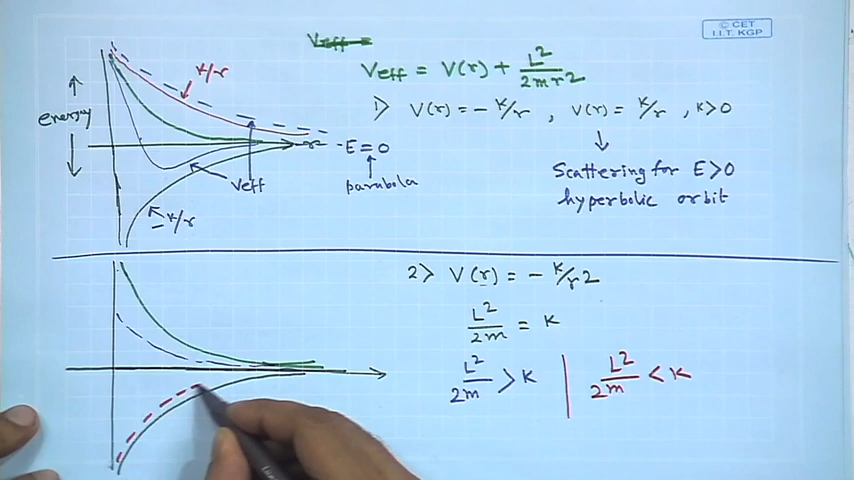 © CET
I.I.T. KGP
Veff
Veff = V(r) + L²/2mr2
1) V(r) = - K/r , V(r) = K/r , K>0
Scattering for E>0
hyperbolic orbit
K/r
energy
r
E=0
parabola
Veff
- K/r
2) V(r) = - K/r2
L²/2m = K
L²/2m > K | L²/2m < K